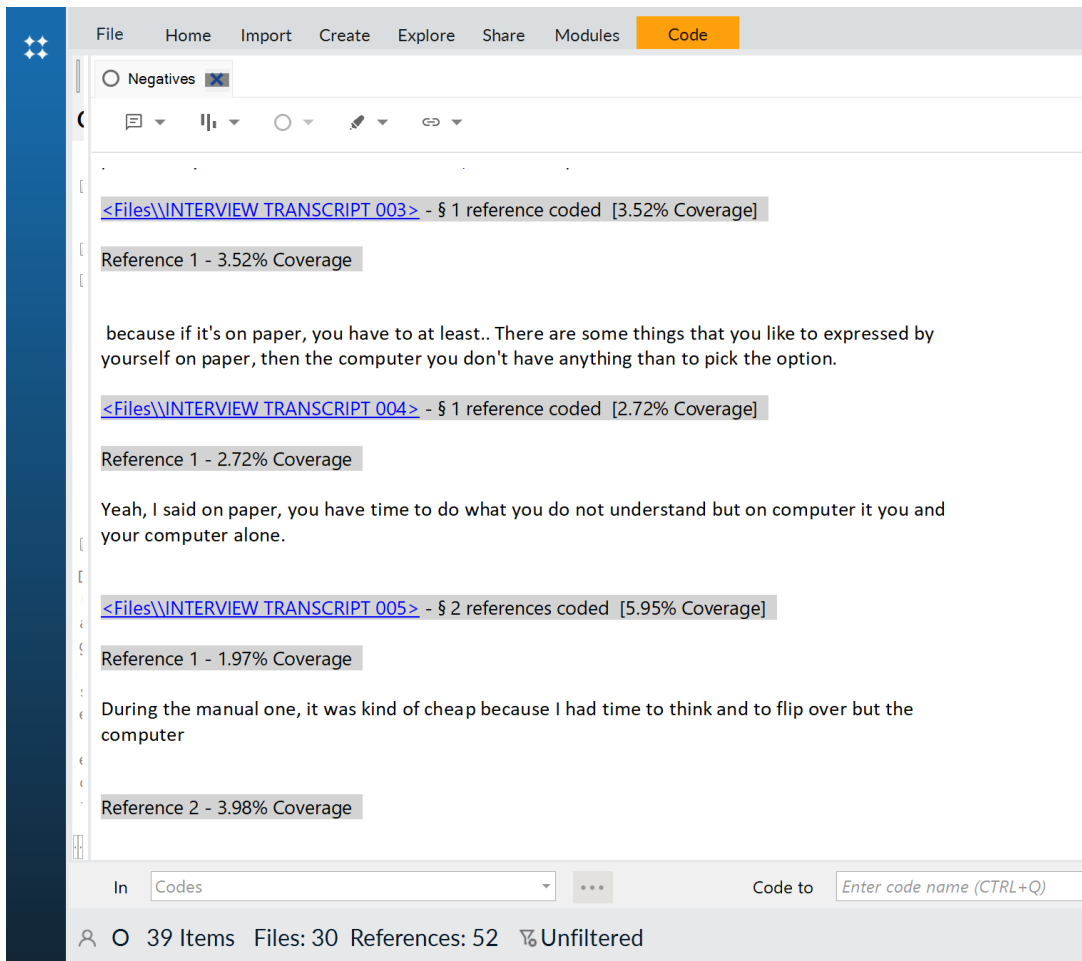 File Home Import Create Explore Share Modules Code
Negatives
<Files\\INTERVIEW TRANSCRIPT 003> - § 1 reference coded [3.52% Coverage]
Reference 1 - 3.52% Coverage
because if it's on paper, you have to at least.. There are some things that you like to expressed by
yourself on paper, then the computer you don't have anything than to pick the option.
<Files\\INTERVIEW TRANSCRIPT 004> - § 1 reference coded [2.72% Coverage]
Reference 1 - 2.72% Coverage
Yeah, I said on paper, you have time to do what you do not understand but on computer it you and
your computer alone.
<Files\\INTERVIEW TRANSCRIPT 005> - § 2 references coded [5.95% Coverage]
Reference 1 - 1.97% Coverage
During the manual one, it was kind of cheap because I had time to think and to flip over but the
computer
Reference 2 - 3.98% Coverage
In Codes Code to Enter code name (CTRL+Q)
39 Items Files: 30 References: 52 Unfiltered